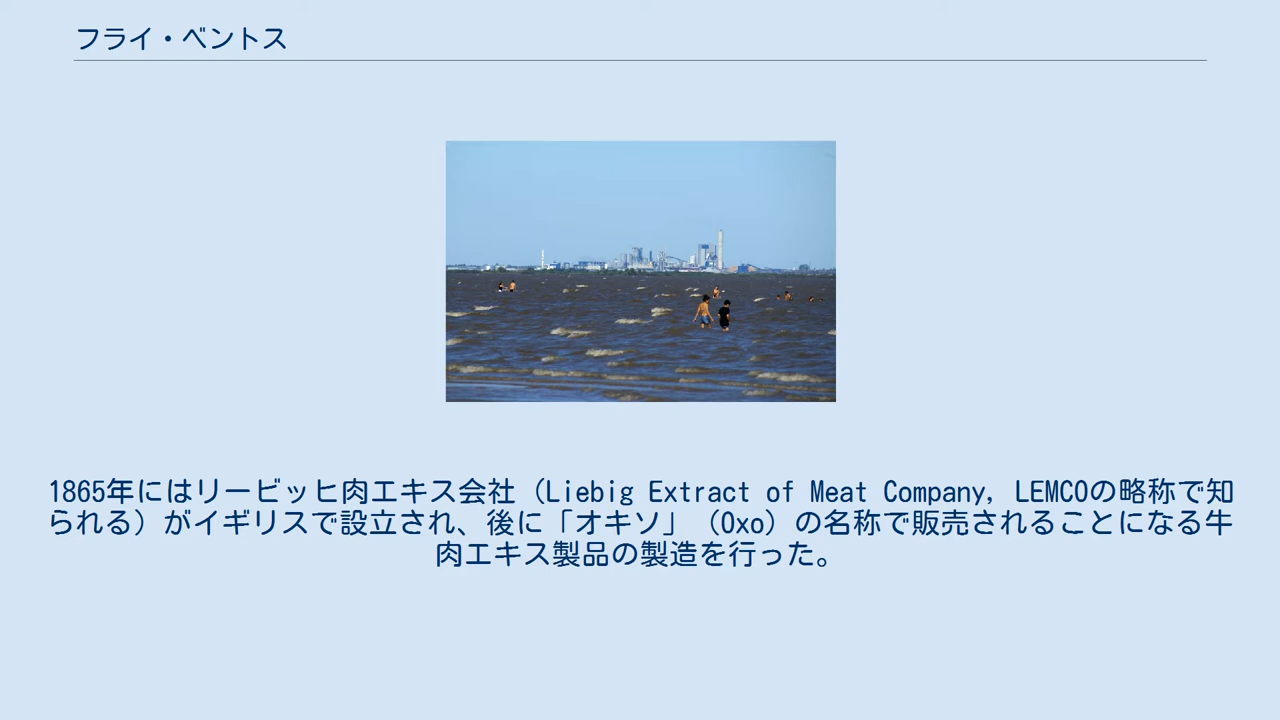 フライ・ベントス
1865年にはリービッヒ肉エキス会社（Liebig Extract of Meat Company, LEMCOの略称で知
られる）がイギリスで設立され、後に「オキソ」（Oxo）の名称で販売されることになる牛
肉エキス製品の製造を行った。